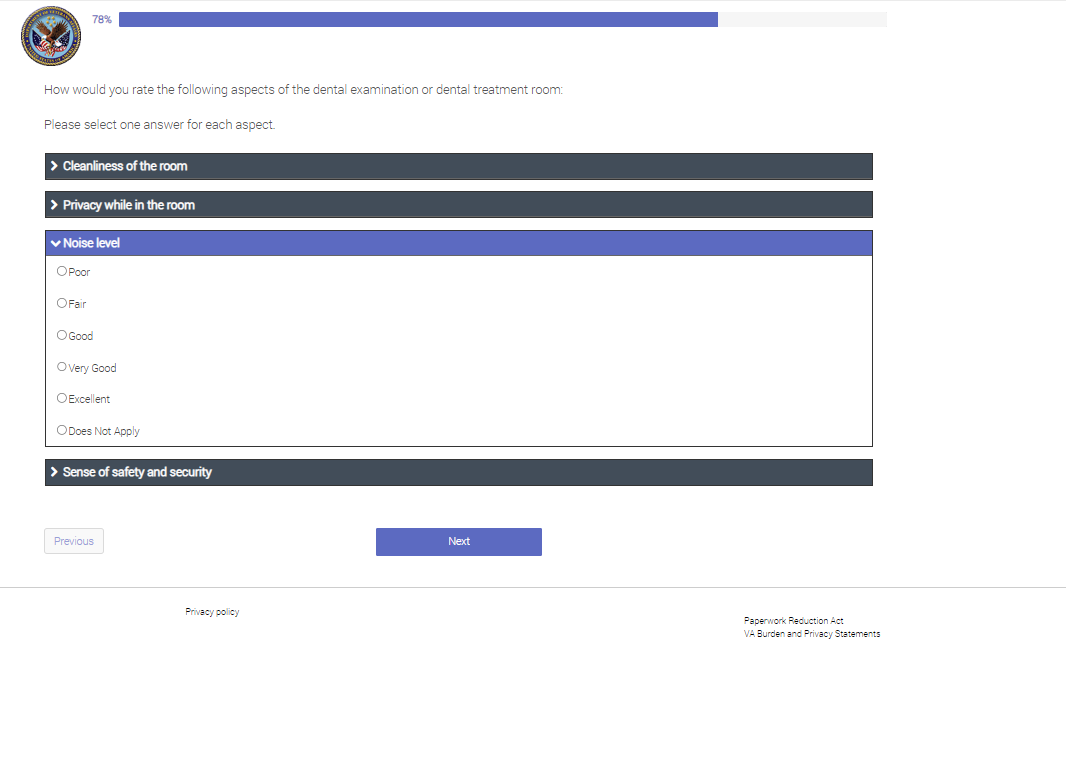 78%
How would you rate the following aspects of the dental examination or dental treatment room:
Please select one answer for each aspect.
Cleanliness of the room
Privacy while in the room
Noise level
Poor
Fair
Good
Very Good
Excellent
Does Not Apply
Sense of safety and security
Previous
Next
Privacy policy
Paperwork Reduction Act
VA Burden and Privacy Statements